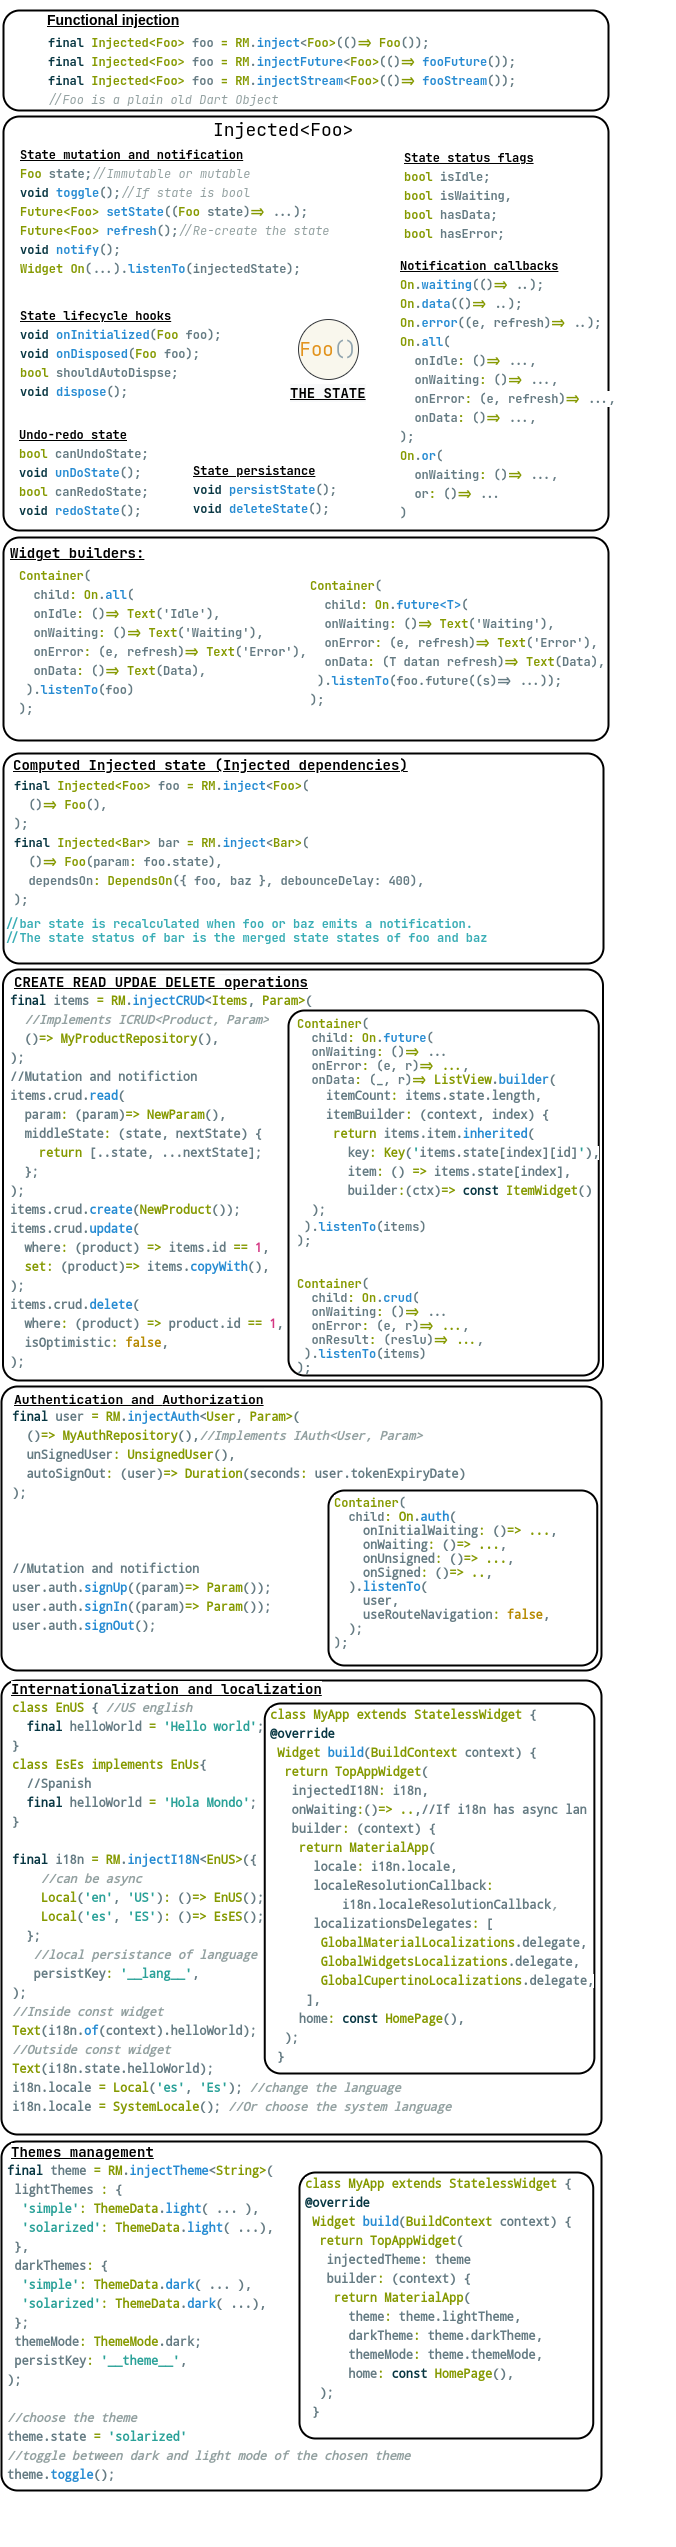 Functional injection
final Injected<Foo> foo = RM.inject<Foo>(()=> Foo());
final Injected<Foo> foo = RM.injectFuture<Foo>(()=> fooFuture());
final Injected<Foo> foo = RM.injectStream<Foo>(()=> fooStream());
//Foo is a plain old Dart Object
Injected<Foo>
State mutation and notification
Foo state;//Immutable or mutable
void toggle();//If state is bool
Future<Foo> setState((Foo state)=> ...);
Future<Foo> refresh();//Re-create the state
void notify();
Widget On(...).listenTo(injectedState);
State lifecycle hooks
void onInitialized(Foo foo);
void onDisposed(Foo foo);
bool shouldAutoDispse;
void dispose();
Undo-redo state
bool canUndoState;
void unDoState();
bool canRedoState;
void redoState();
State persistance
void persistState();
void deleteState();
Foo()
THE STATE
State status flags
bool isIdle;
bool isWaiting,
bool hasData;
bool hasError;
Notification callbacks
On.waiting(()=> ..);
On.data(()=> ..);
On.error((e, refresh)=> ..);
On.all(
onIdle: ()=> ...,
onWaiting: ()=> ...,
onError: (e, refresh)=> ...,
onData: ()=> ...,
);
On.or(
onWaiting: ()=> ...,
or: ()=> ...
)
Widget builders:
Container(
child: On.all(
onIdle: ()=> Text('Idle'),
onWaiting: ()=> Text('Waiting'),
onError: (e, refresh)=> Text('Error'),
onData: ()=> Text(Data),
).listenTo(foo)
);
Container(
child: On.future<T>(
onWaiting: ()=> Text('Waiting'),
onError: (e, refresh)=> Text('Error'),
onData: (T datan refresh)=> Text(Data),
).listenTo(foo.future((s)=> ...));
);
Computed Injected state (Injected dependencies)
final Injected<Foo> foo = RM.inject<Foo>(
()=> Foo(),
);
final Injected<Bar> bar = RM.inject<Bar>(
()=> Foo(param: foo.state),
dependsOn: DependsOn({ foo, baz }, debounceDelay: 400),
);
//bar state is recalculated when foo or baz emits a notification.
//The state status of bar is the merged state states of foo and baz
CREATE READ UPDAE DELETE operations
final items = RM.injectCRUD<Items, Param>(
//Implements ICRUD<Product, Param>
()=> MyProductRepository(),
);
//Mutation and notifiction
items.crud.read(
param: (param)=> NewParam(),
middleState: (state, nextState) {
return [..state, ...nextState];
};
);
items.crud.create(NewProduct());
items.crud.update(
where: (product) => items.id == 1,
set: (product)=> items.copyWith(),
);
items.crud.delete(
where: (product) => product.id == 1,
isOptimistic: false,
);
Container(
child: On.future(
onWaiting: ()=> ...
onError: (e, r)=> ...,
onData: (_, r)=> ListView.builder(
itemCount: items.state.length,
itemBuilder: (context, index) {
return items.item.inherited(
key: Key('items.state[index][id]'),
item: () => items.state[index],
builder:(ctx)=> const ItemWidget()
);
).listenTo(items)
);
Container(
child: On.crud(
onWaiting: ()=> ...
onError: (e, r)=> ...,
onResult: (reslu)=> ...,
).listenTo(items)
);
Authentication and Authorization
final user = RM.injectAuth<User, Param>(
()=> MyAuthRepository(),//Implements IAuth<User, Param>
unSignedUser: UnsignedUser(),
autoSignOut: (user)=> Duration(seconds: user.tokenExpiryDate)
);
//Mutation and notifiction
user.auth.signUp((param)=> Param());
user.auth.signIn((param)=> Param());
user.auth.signOut();
Container(
child: On.auth(
onInitialWaiting: ()=> ...,
onWaiting: ()=> ...,
onUnsigned: ()=> ...,
onSigned: ()=> ..,
).listenTo(
user,
useRouteNavigation: false,
);
);
Internationalization and localization
class EnUS { //US english
final helloWorld = 'Hello world';
}
class EsEs implements EnUs{
//Spanish
final helloWorld = 'Hola Mondo';
}
final i18n = RM.injectI18N<EnUS>({
//can be async
Local('en', 'US'): ()=> EnUS();
Local('es', 'ES'): ()=> EsES();
};
//local persistance of language
persistKey: '__lang__',
);
//Inside const widget
Text(i18n.of(context).helloWorld);
//Outside const widget
Text(i18n.state.helloWorld);
i18n.locale = Local('es', 'Es'); //change the language
i18n.locale = SystemLocale(); //Or choose the system language
class MyApp extends StatelessWidget {
@override
Widget build(BuildContext context) {
return TopAppWidget(
injectedI18N: i18n,
onWaiting:()=> ..,//If i18n has async lan
builder: (context) {
return MaterialApp(
locale: i18n.locale,
localeResolutionCallback:
i18n.localeResolutionCallback,
localizationsDelegates: [
GlobalMaterialLocalizations.delegate,
GlobalWidgetsLocalizations.delegate,
GlobalCupertinoLocalizations.delegate,
],
home: const HomePage(),
);
}
Themes management
final theme = RM.injectTheme<String>(
lightThemes : {
'simple': ThemeData.light( ... ),
'solarized': ThemeData.light( ...),
},
darkThemes: {
'simple': ThemeData.dark( ... ),
'solarized': ThemeData.dark( ...),
};
themeMode: ThemeMode.dark;
persistKey: '__theme__',
);
//choose the theme
theme.state = 'solarized'
//toggle between dark and light mode of the chosen theme
theme.toggle();
class MyApp extends StatelessWidget {
@override
Widget build(BuildContext context) {
return TopAppWidget(
injectedTheme: theme
builder: (context) {
return MaterialApp(
theme: theme.lightTheme,
darkTheme: theme.darkTheme,
themeMode: theme.themeMode,
home: const HomePage(),
);
}